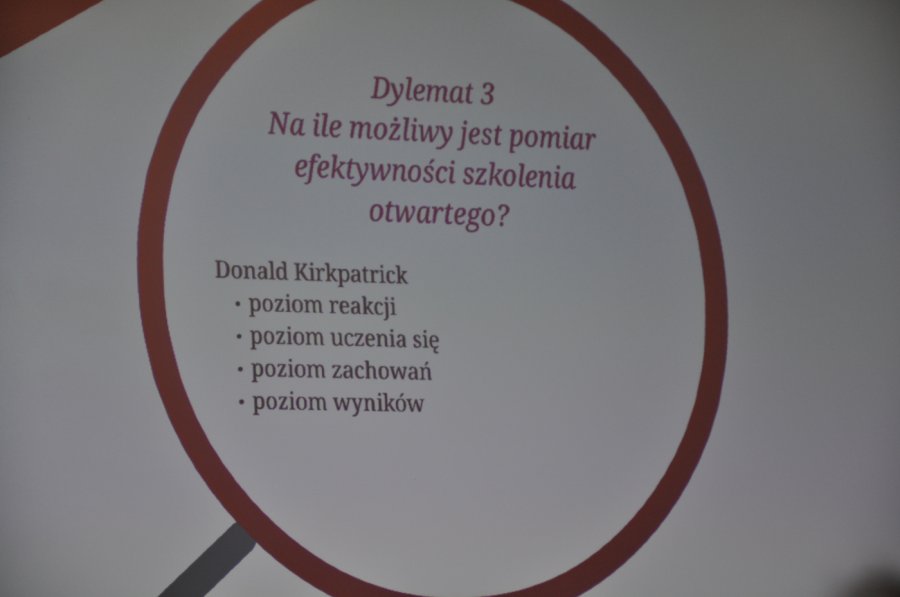 Dylemat 3
Na ile możliwy jest pomiar
efektywności szkolenia
otwartego?
Donald Kirkpatrick
• poziom reakcji
• poziom uczenia się
• poziom zachowań
• poziom wyników